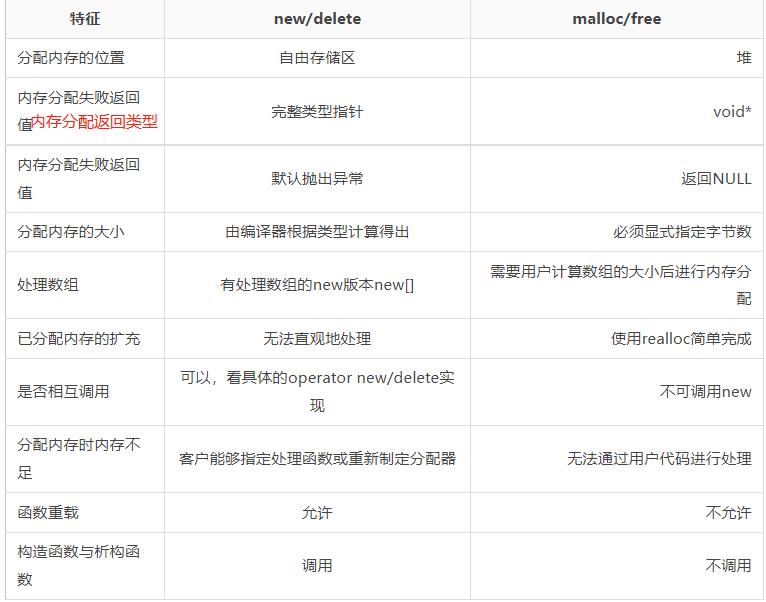 特征 new/delete malloc/free
分配内存的位置 自由存储区 堆
内存分配失败返回
值 内存分配返回类型 完整类型指针 void*
内存分配失败返回
值 默认抛出异常 返回NULL
分配内存的大小 由编译器根据类型计算得出 必须显式指定字节数
处理数组 有处理数组的new版本new[] 需要用户计算数组的大小后进行内存分
配
已分配内存的扩充 无法直观地处理 使用realloc简单完成
是否相互调用 可以，看具体的operator new/delete实
现 不可调用new
分配内存时内存不
足 客户能够指定处理函数或重新制定分配器 无法通过用户代码进行处理
函数重载 允许 不允许
构造函数与析构函
数 调用 不调用